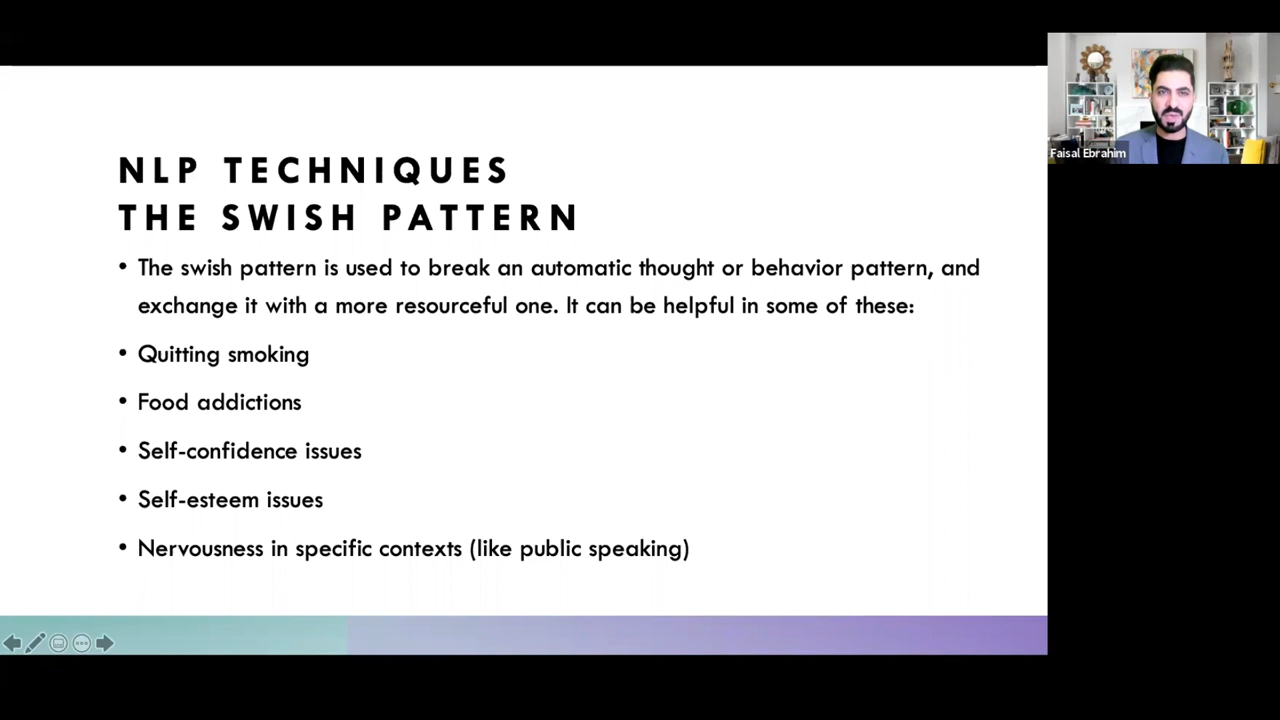 NLP TECHNIQUES
THE SWISH PATTERN
• The swish pattern is used to break an automatic thought or behavior pattern, and
exchange it with a more resourceful one. It can be helpful in some of these:
• Quitting smoking
• Food addictions
• Self-confidence issues
• Self-esteem issues
• Nervousness in specific contexts (like public speaking)
Faisal Ebrahim